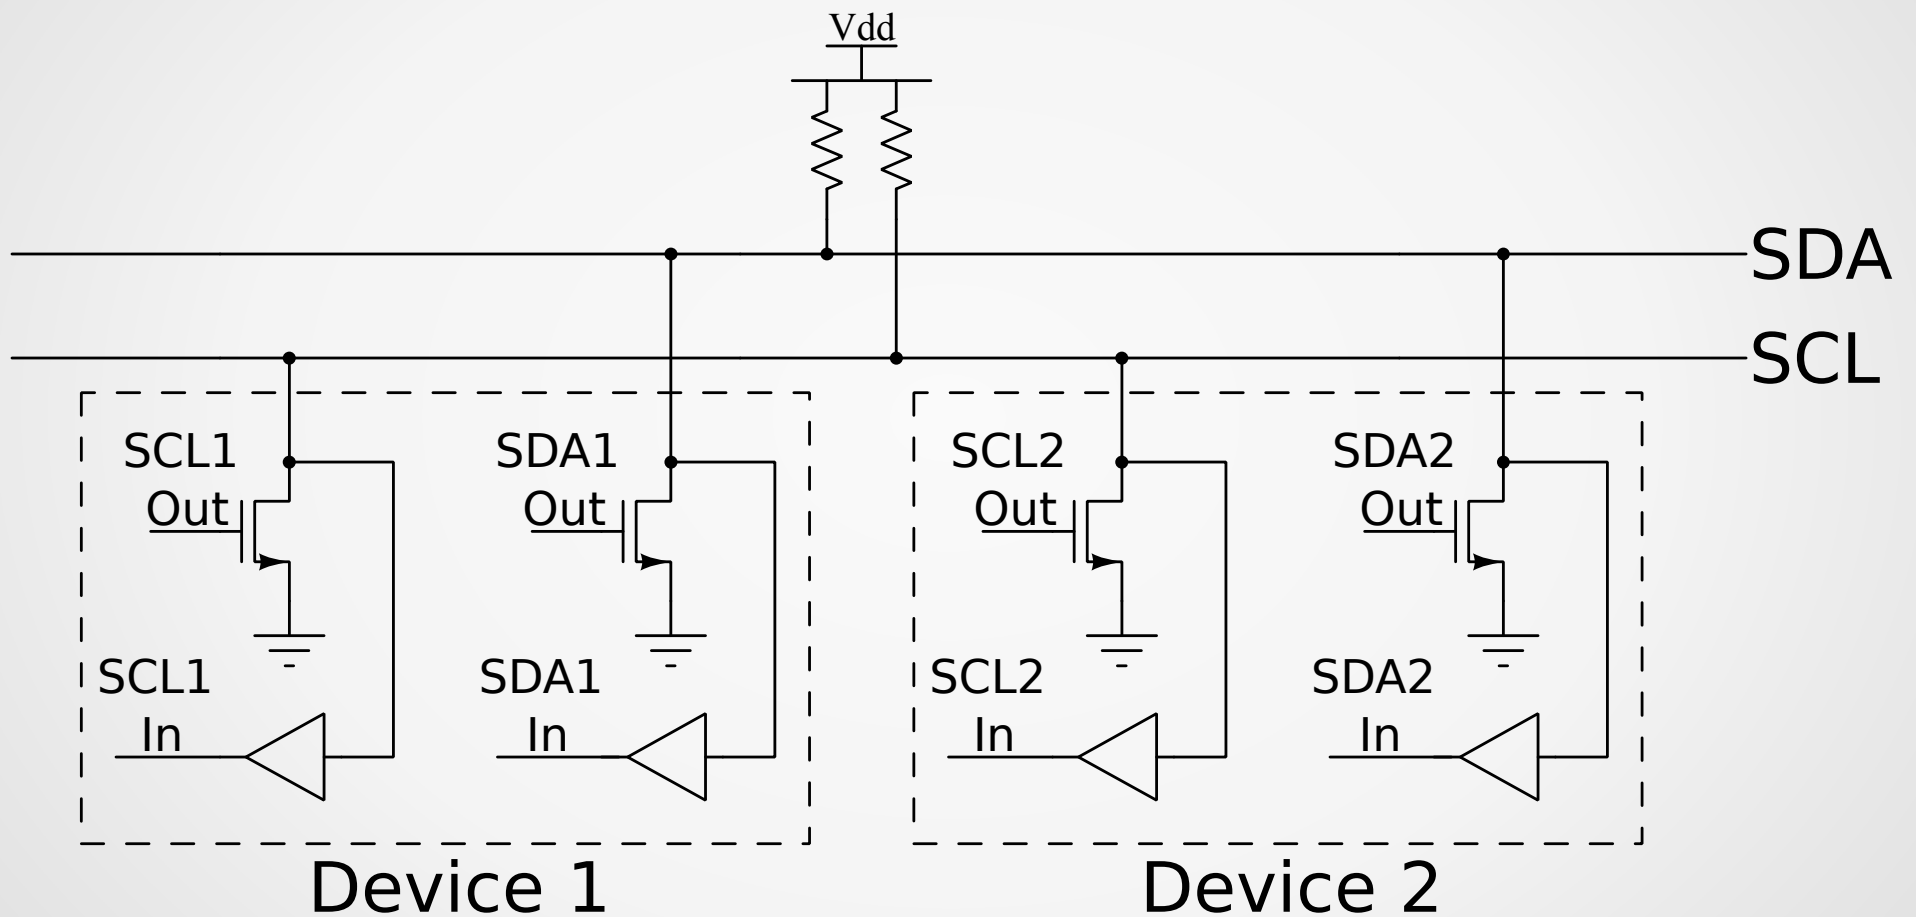 Vdd
SDA
SCL
SCL1
Out
SDA1
Out
SCL2
Out
SDA2
Out
SCL1
In
SDA1
In
SCL2
In
SDA2
In
Device 1
Device 2